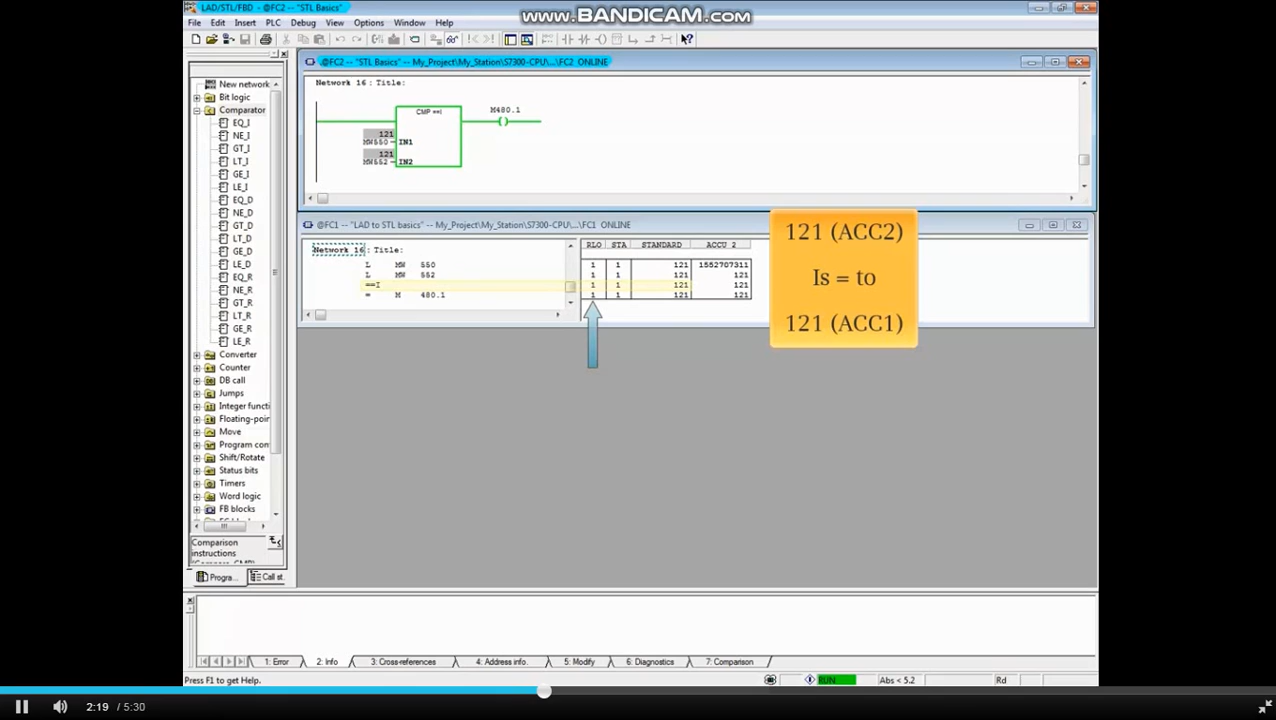 LAD/STL/FBD - @FC2 -- "STL Basics"
www.BANDICAM.com
File Edit Insert PLC Debug View Options Window Help
@FC2 -- "STL Basics" -- My_Project\My_Station\S7300-CPU\...\FC2 ONLINE
Network 16 : Title:
CMP ==I
M480.1
121
MW550 IN1
121
MW552 IN2
New network
Bit logic
Comparator
EQ_I
NE_I
GT_I
LT_I
GE_I
LE_I
EQ_D
NE_D
GT_D
LT_D
GE_D
LE_D
EQ_R
NE_R
GT_R
LT_R
GE_R
LE_R
Converter
Counter
DB call
Jumps
Integer functi
Floating-poin
Move
Program con
Shift/Rotate
Status bits
Timers
Word logic
FB blocks
Comparison
instructions
Progra...
Call st.
@FC1 -- "LAD to STL basics" -- My_Project\My_Station\S7300-CPU\...\FC1 ONLINE
Network 16 : Title:
L MW 550
L MW 552
==I
= M 480.1
RLO STA STANDARD ACCU 2
1 1 121 1552707311
1 1 121 121
1 1 121 121
1 1 121 121
121 (ACC2)
Is = to
121 (ACC1)
1: Error 2: Info 3: Cross-references 4: Address info. 5: Modify 6: Diagnostics 7: Comparison
Press F1 to get Help.
RUN Abs < 5.2 Rd
2:19 / 5:30